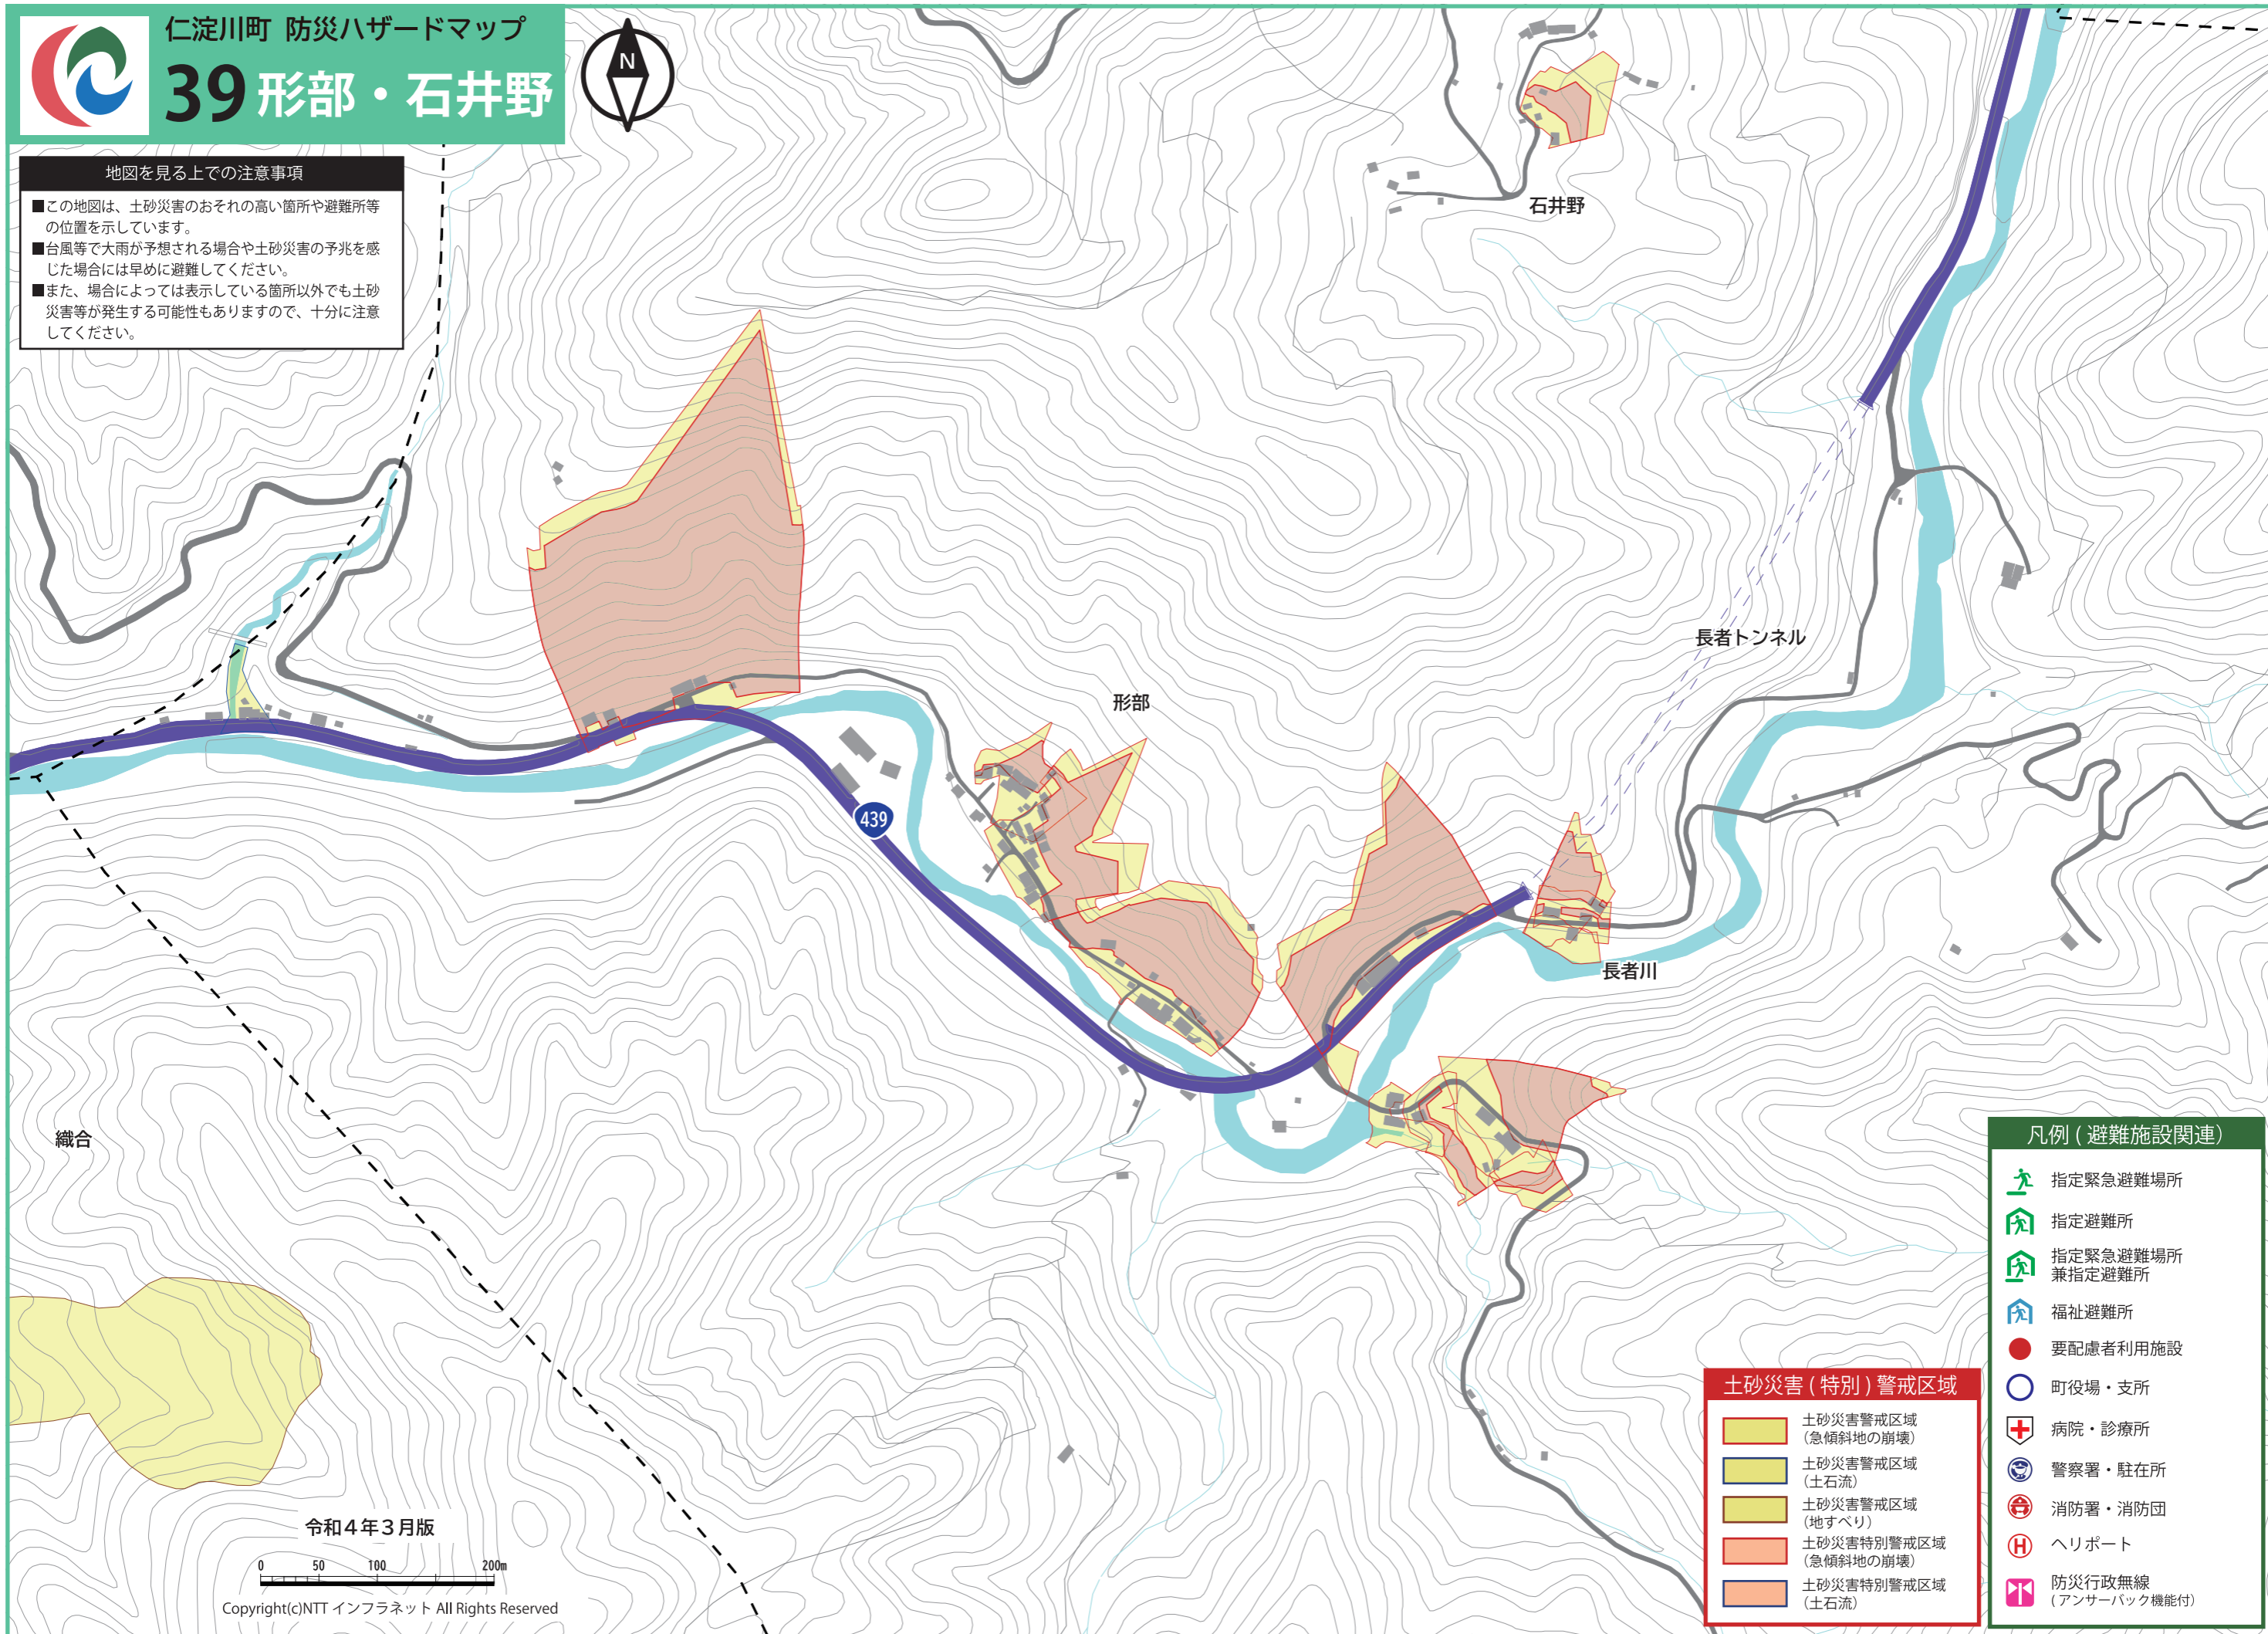 仁淀川町 防災ハザードマップ
39 形部・石井野
N
地図を見る上での注意事項
■この地図は、土砂災害のおそれの高い箇所や避難所等
の位置を示しています。
■台風等で大雨が予想される場合や土砂災害の予兆を感
じた場合には早めに避難してください。
■また、場合によっては表示している箇所以外でも土砂
災害等が発生する可能性もありますので、十分に注意
してください。
石井野
長者トンネル
形部
439
長者川
織合
凡例 ( 避難施設関連）
指定緊急避難場所
指定避難所
指定緊急避難場所
兼指定避難所
福祉避難所
要配慮者利用施設
町役場・支所
病院・診療所
警察署・駐在所
消防署・消防団
H ヘリポート
防災行政無線
( アンサーバック機能付）
土砂災害 ( 特別 ) 警戒区域
土砂災害警戒区域
（急傾斜地の崩壊）
土砂災害警戒区域
（土石流）
土砂災害警戒区域
（地すべり）
土砂災害特別警戒区域
（急傾斜地の崩壊）
土砂災害特別警戒区域
（土石流）
令和４年３月版
0 50 100 200m
Copyright(c)NTT インフラネット All Rights Reserved